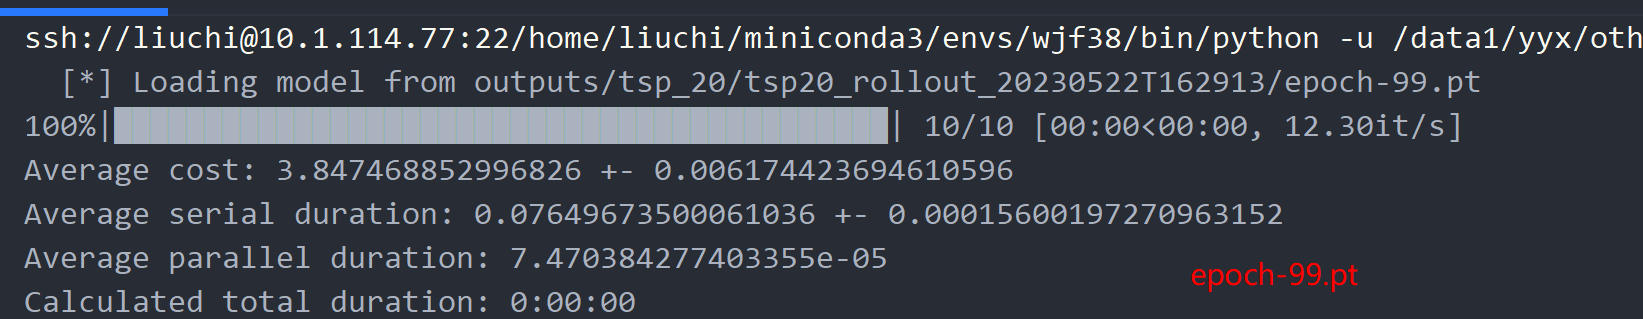 ssh://liuchi@10.1.114.77:22/home/liuchi/miniconda3/envs/wjf38/bin/python -u /data1/yyx/oth
[*] Loading model from outputs/tsp_20/tsp20_rollout_20230522T162913/epoch-99.pt
100%|██████████| 10/10 [00:00<00:00, 12.30it/s]
Average cost: 3.847468852996826 +- 0.006174423694610596
Average serial duration: 0.07649673500061036 +- 0.00015600197270963152
Average parallel duration: 7.470384277403355e-05
epoch-99.pt
Calculated total duration: 0:00:00